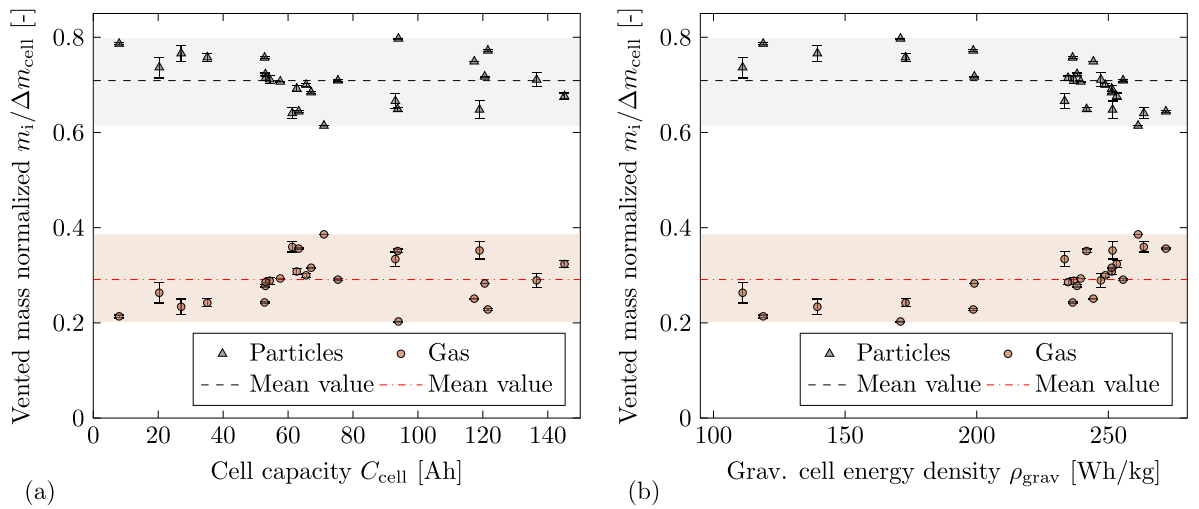 Vented mass normalized m_i/Δm_cell [-]
0.8
0.6
0.4
0.2
0
Particles
Gas
Mean value
Mean value
0 20 40 60 80 100 120 140
Cell capacity C_cell [Ah]
(a)
Vented mass normalized m_i/Δm_cell [-]
0.8
0.6
0.4
0.2
0
Particles
Gas
Mean value
Mean value
100 150 200 250
Grav. cell energy density ρ_grav [Wh/kg]
(b)